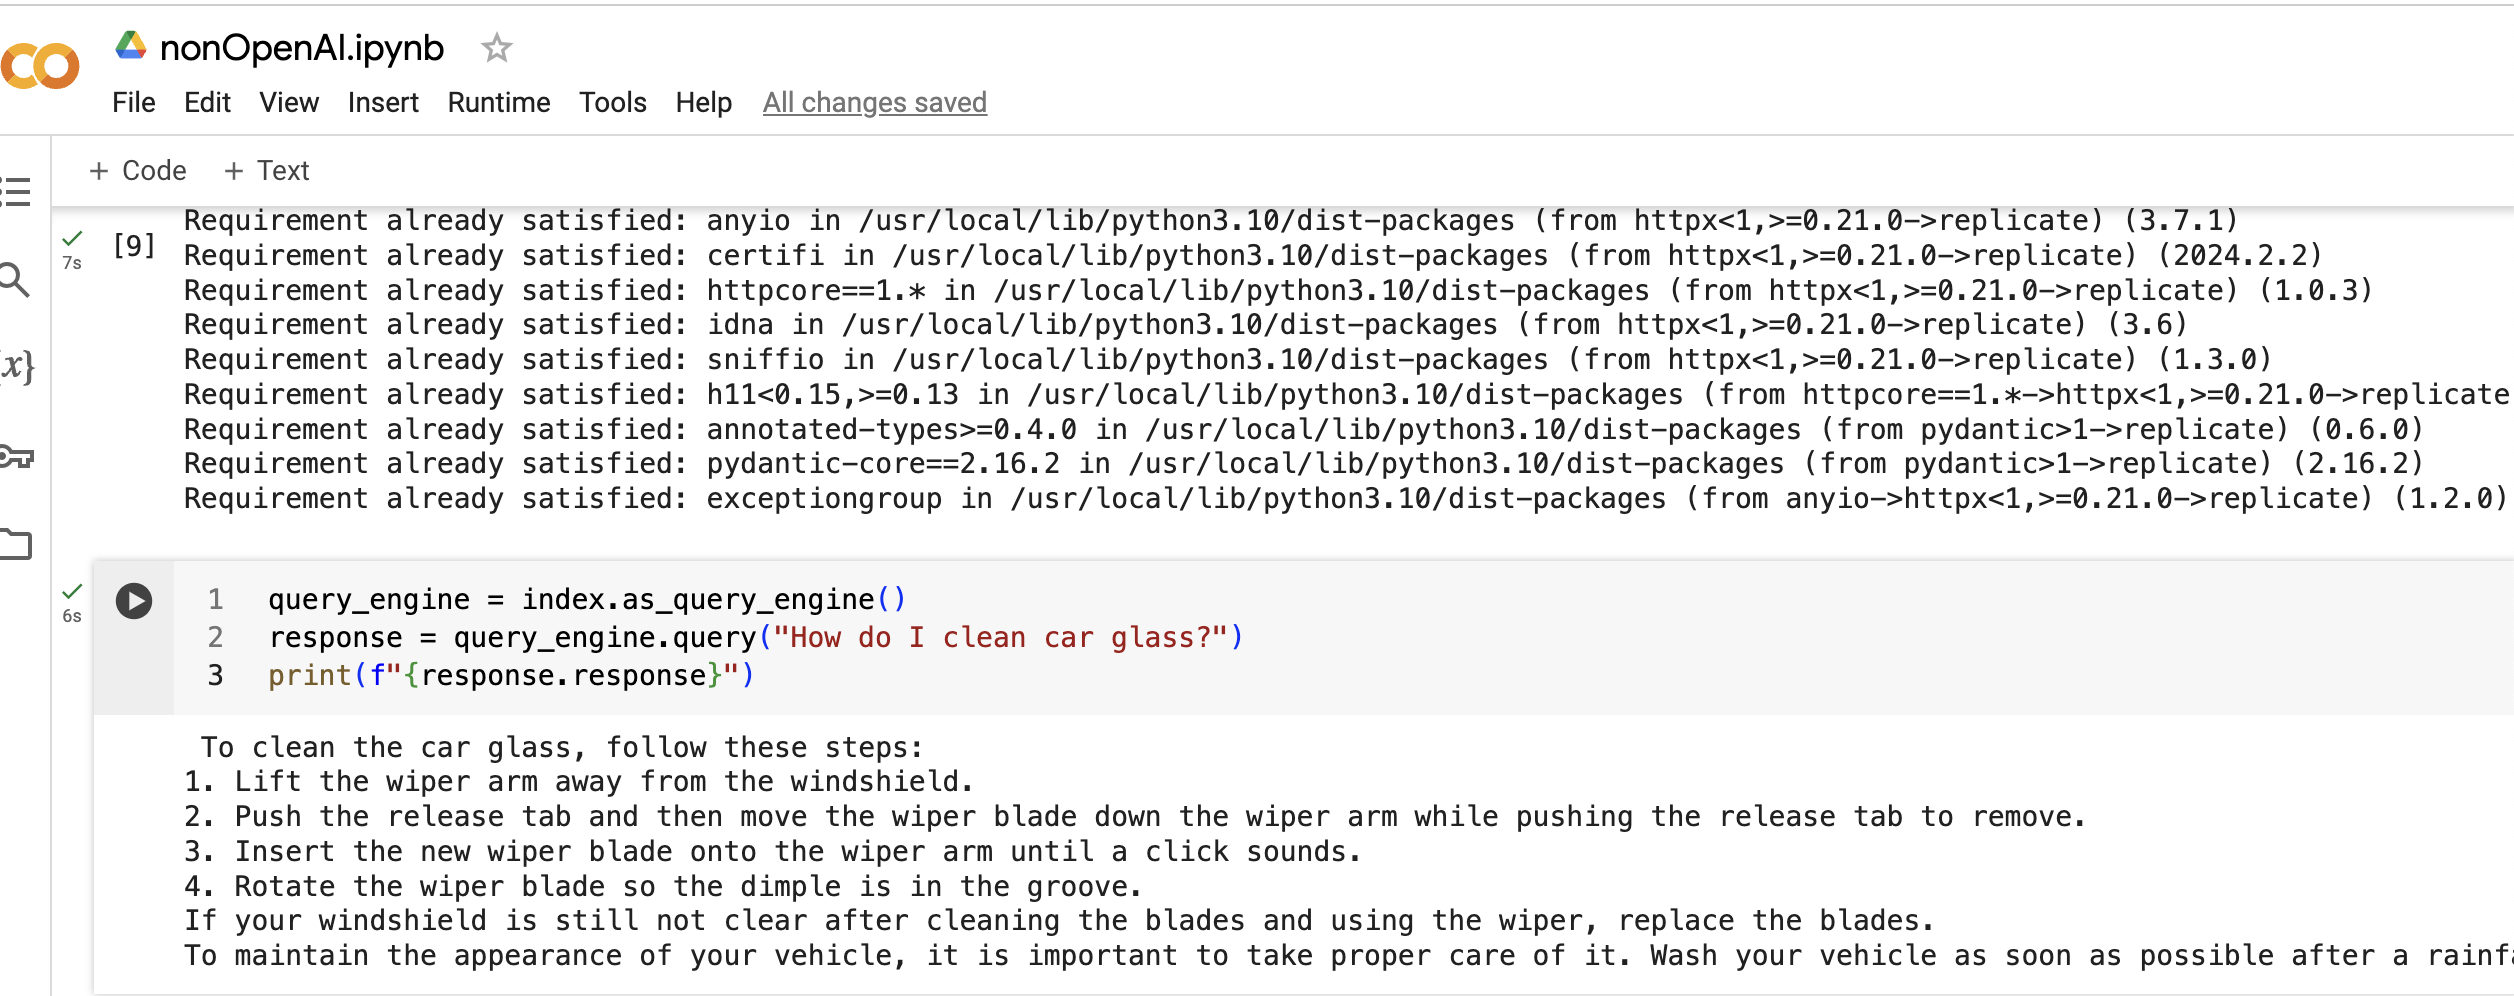 nonOpenAI.ipynb
File Edit View Insert Runtime Tools Help All changes saved
+ Code + Text
Requirement already satisfied: anyio in /usr/local/lib/python3.10/dist-packages (from httpx<1,>=0.21.0->replicate) (3.7.1)
[9]
7s
Requirement already satisfied: certifi in /usr/local/lib/python3.10/dist-packages (from httpx<1,>=0.21.0->replicate) (2024.2.2)
Requirement already satisfied: httpcore==1.* in /usr/local/lib/python3.10/dist-packages (from httpx<1,>=0.21.0->replicate) (1.0.3)
Requirement already satisfied: idna in /usr/local/lib/python3.10/dist-packages (from httpx<1,>=0.21.0->replicate) (3.6)
Requirement already satisfied: sniffio in /usr/local/lib/python3.10/dist-packages (from httpx<1,>=0.21.0->replicate) (1.3.0)
{x}
Requirement already satisfied: h11<0.15,>=0.13 in /usr/local/lib/python3.10/dist-packages (from httpcore==1.*->httpx<1,>=0.21.0->replicate
Requirement already satisfied: annotated-types>=0.4.0 in /usr/local/lib/python3.10/dist-packages (from pydantic>1->replicate) (0.6.0)
Requirement already satisfied: pydantic-core==2.16.2 in /usr/local/lib/python3.10/dist-packages (from pydantic>1->replicate) (2.16.2)
Requirement already satisfied: exceptiongroup in /usr/local/lib/python3.10/dist-packages (from anyio->httpx<1,>=0.21.0->replicate) (1.2.0)
6s
1 query_engine = index.as_query_engine()
2 response = query_engine.query("How do I clean car glass?")
3 print(f"{response.response}")
To clean the car glass, follow these steps:
1. Lift the wiper arm away from the windshield.
2. Push the release tab and then move the wiper blade down the wiper arm while pushing the release tab to remove.
3. Insert the new wiper blade onto the wiper arm until a click sounds.
4. Rotate the wiper blade so the dimple is in the groove.
If your windshield is still not clear after cleaning the blades and using the wiper, replace the blades.
To maintain the appearance of your vehicle, it is important to take proper care of it. Wash your vehicle as soon as possible after a